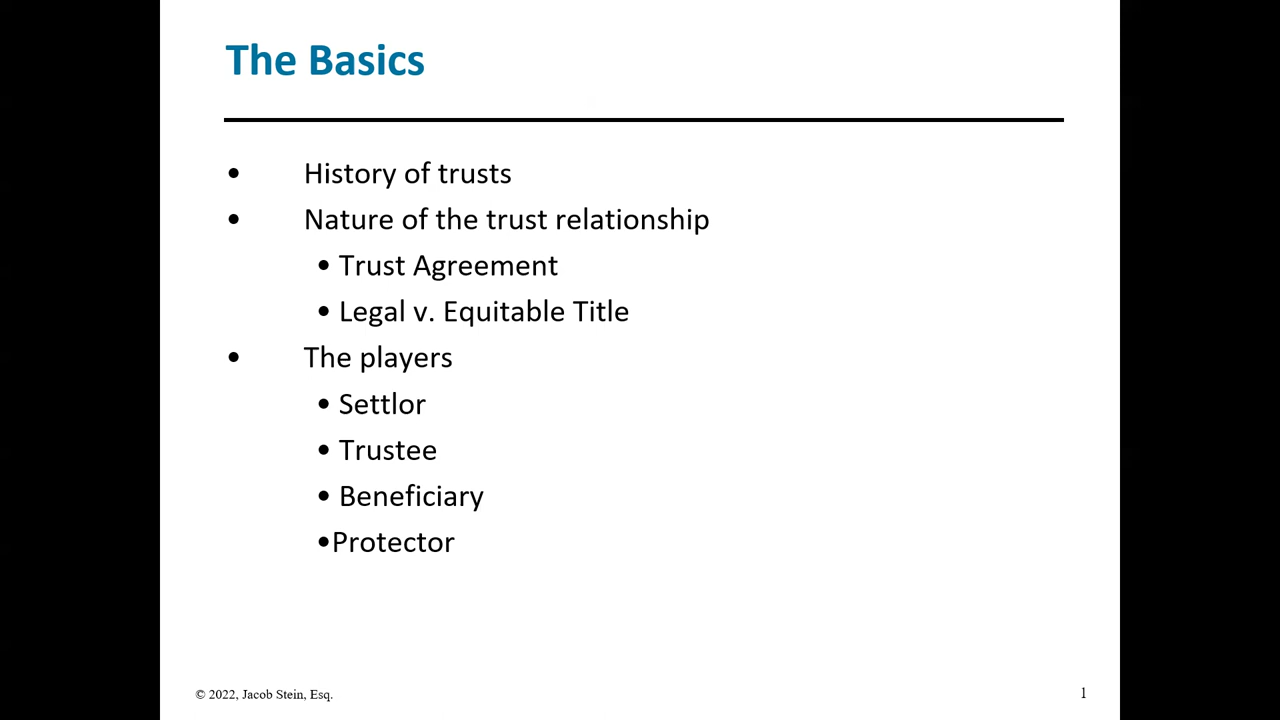 The Basics
• History of trusts
• Nature of the trust relationship
• Trust Agreement
• Legal v. Equitable Title
• The players
• Settlor
• Trustee
• Beneficiary
•Protector
© 2022, Jacob Stein, Esq.
1